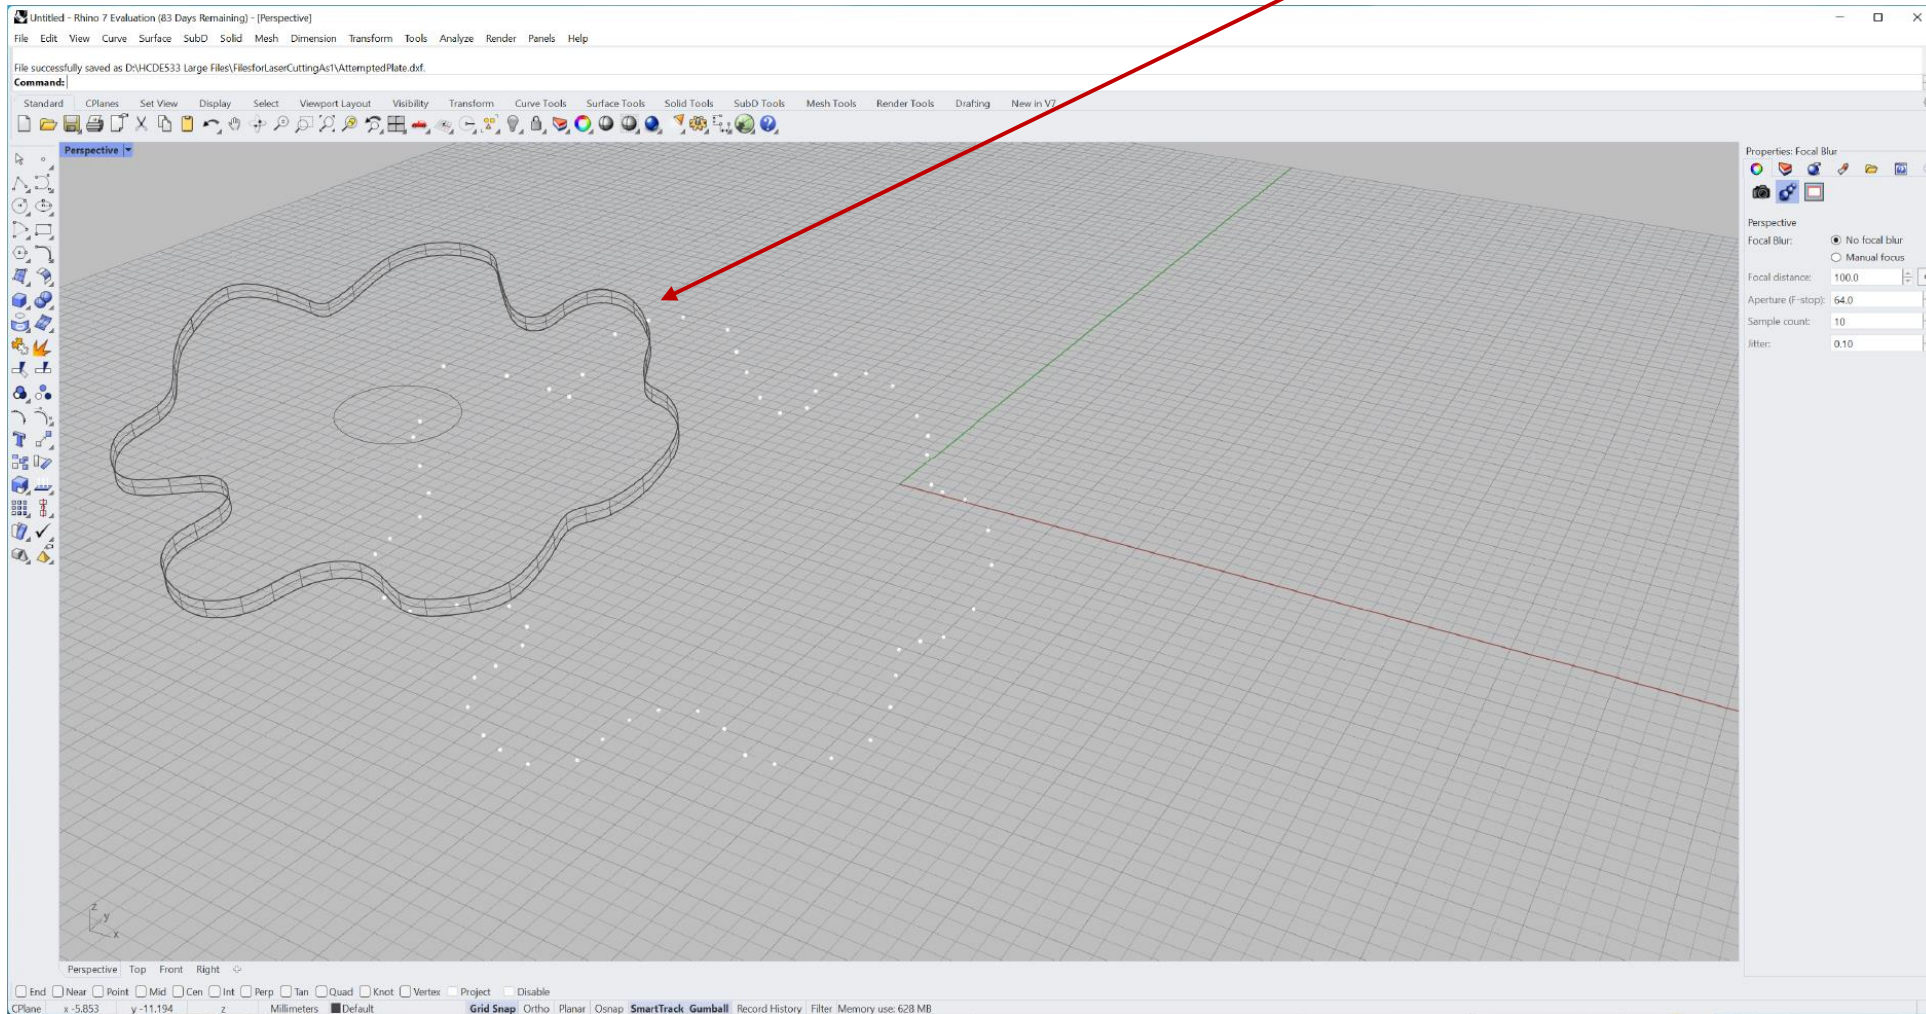 Untitled - Rhino 7 Evaluation (83 Days Remaining) - [Perspective]
File Edit View Curve Surface SubD Solid Mesh Dimension Transform Tools Analyze Render Panels Help
File successfully saved as D:\HCDE533 Large Files\FilesforLaserCuttingAs1\AttemptedPlate.dxf.
Command:
Standard CPlanes Set View Display Select Viewport Layout Visibility Transform Curve Tools Surface Tools Solid Tools SubD Tools Mesh Tools Render Tools Drafting New in V7
Perspective
Properties: Focal Blur
Perspective
Focal Blur: No focal blur
Manual focus
Focal distance: 100.0
Aperture (F-stop): 64.0
Sample count: 10
Jitter: 0.10
z
y
x
Perspective Top Front Right
End Near Point Mid Cen Int Perp Tan Quad Knot Vertex Project Disable
CPlane x -5.853 y -11.194 z Millimeters Default Grid Snap Ortho Planar Osnap SmartTrack Gumball Record History Filter Memory use: 628 MB